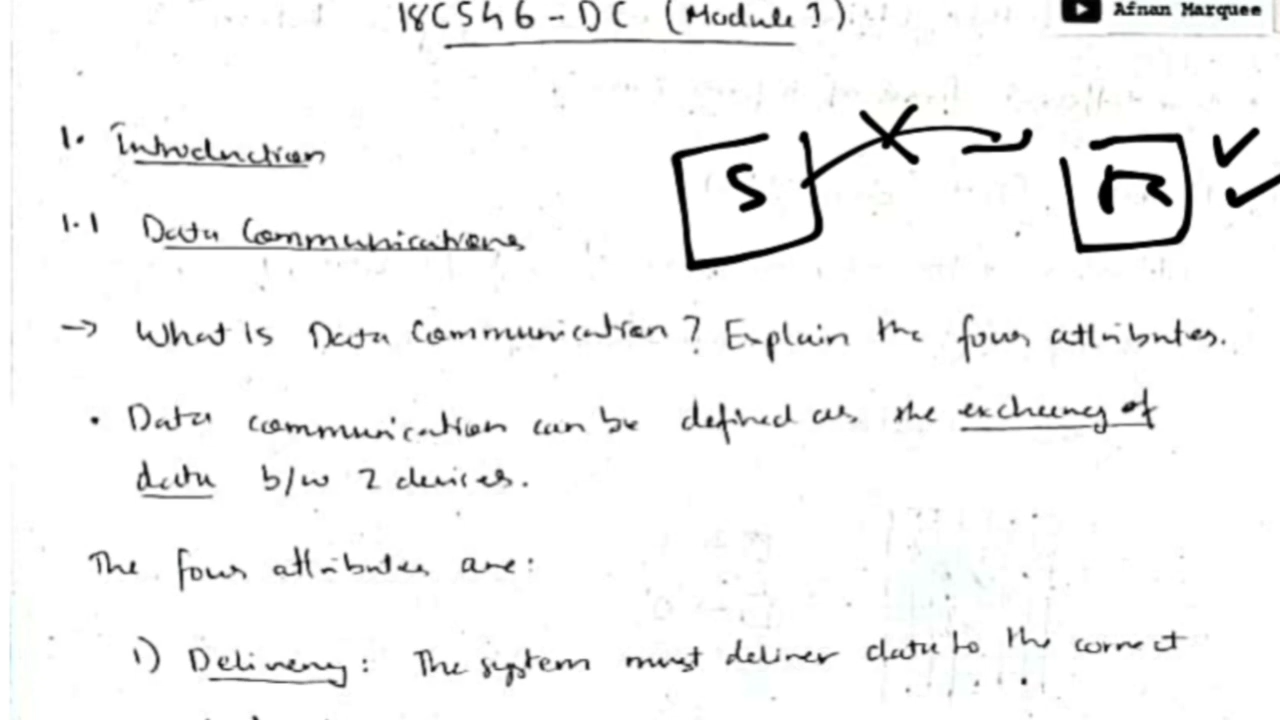 18CS46 - DC (Module 1)
Afnan Marquee
1. Introduction
S
R
1.1 Data Communications
→ What is Data Communication? Explain the four attributes.
• Data communication can be defined as the exchange of
data b/w 2 devices.
The four attributes are:
1) Delivery: The system must deliver data to the correct